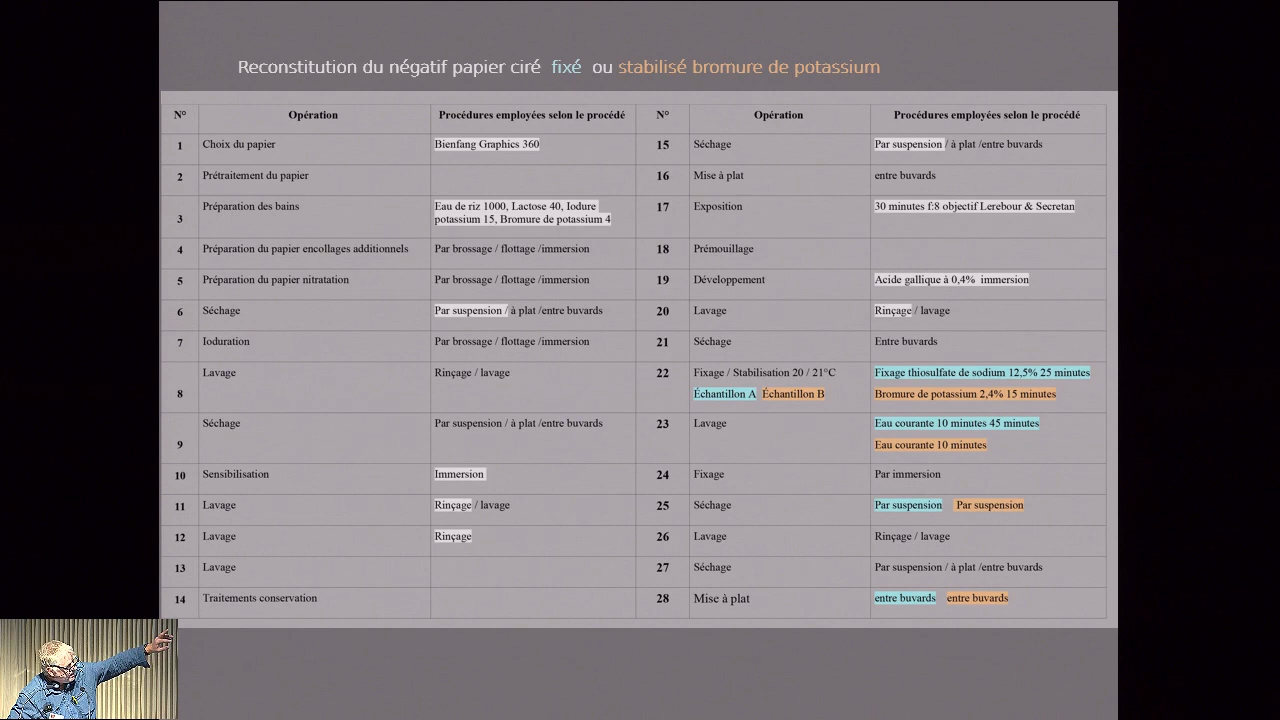 Reconstitution du négatif papier ciré fixé ou stabilisé bromure de potassium
N° Opération Procédures employées selon le procédé N° Opération Procédures employées selon le procédé
1 Choix du papier Bienfang Graphics 360 15 Séchage Par suspension / à plat /entre buvards
2 Prétraitement du papier 16 Mise à plat entre buvards
3 Préparation des bains Eau de riz 1000, Lactose 40, Iodure 17 Exposition 30 minutes f:8 objectif Lerebour & Secretan
potassium 15, Bromure de potassium 4
4 Préparation du papier encollages additionnels Par brossage / flottage /immersion 18 Prémouillage
5 Préparation du papier nitratation Par brossage / flottage /immersion 19 Développement Acide gallique à 0,4% immersion
6 Séchage Par suspension / à plat /entre buvards 20 Lavage Rinçage / lavage
7 Ioduration Par brossage / flottage /immersion 21 Séchage Entre buvards
8 Lavage Rinçage / lavage 22 Fixage / Stabilisation 20 / 21°C Fixage thiosulfate de sodium 12,5% 25 minutes
Échantillon A Échantillon B Bromure de potassium 2,4% 15 minutes
9 Séchage Par suspension / à plat /entre buvards 23 Lavage Eau courante 10 minutes 45 minutes
Eau courante 10 minutes
10 Sensibilisation Immersion 24 Fixage Par immersion
11 Lavage Rinçage / lavage 25 Séchage Par suspension Par suspension
12 Lavage Rinçage 26 Lavage Rinçage / lavage
13 Lavage 27 Séchage Par suspension / à plat /entre buvards
14 Traitements conservation 28 Mise à plat entre buvards entre buvards